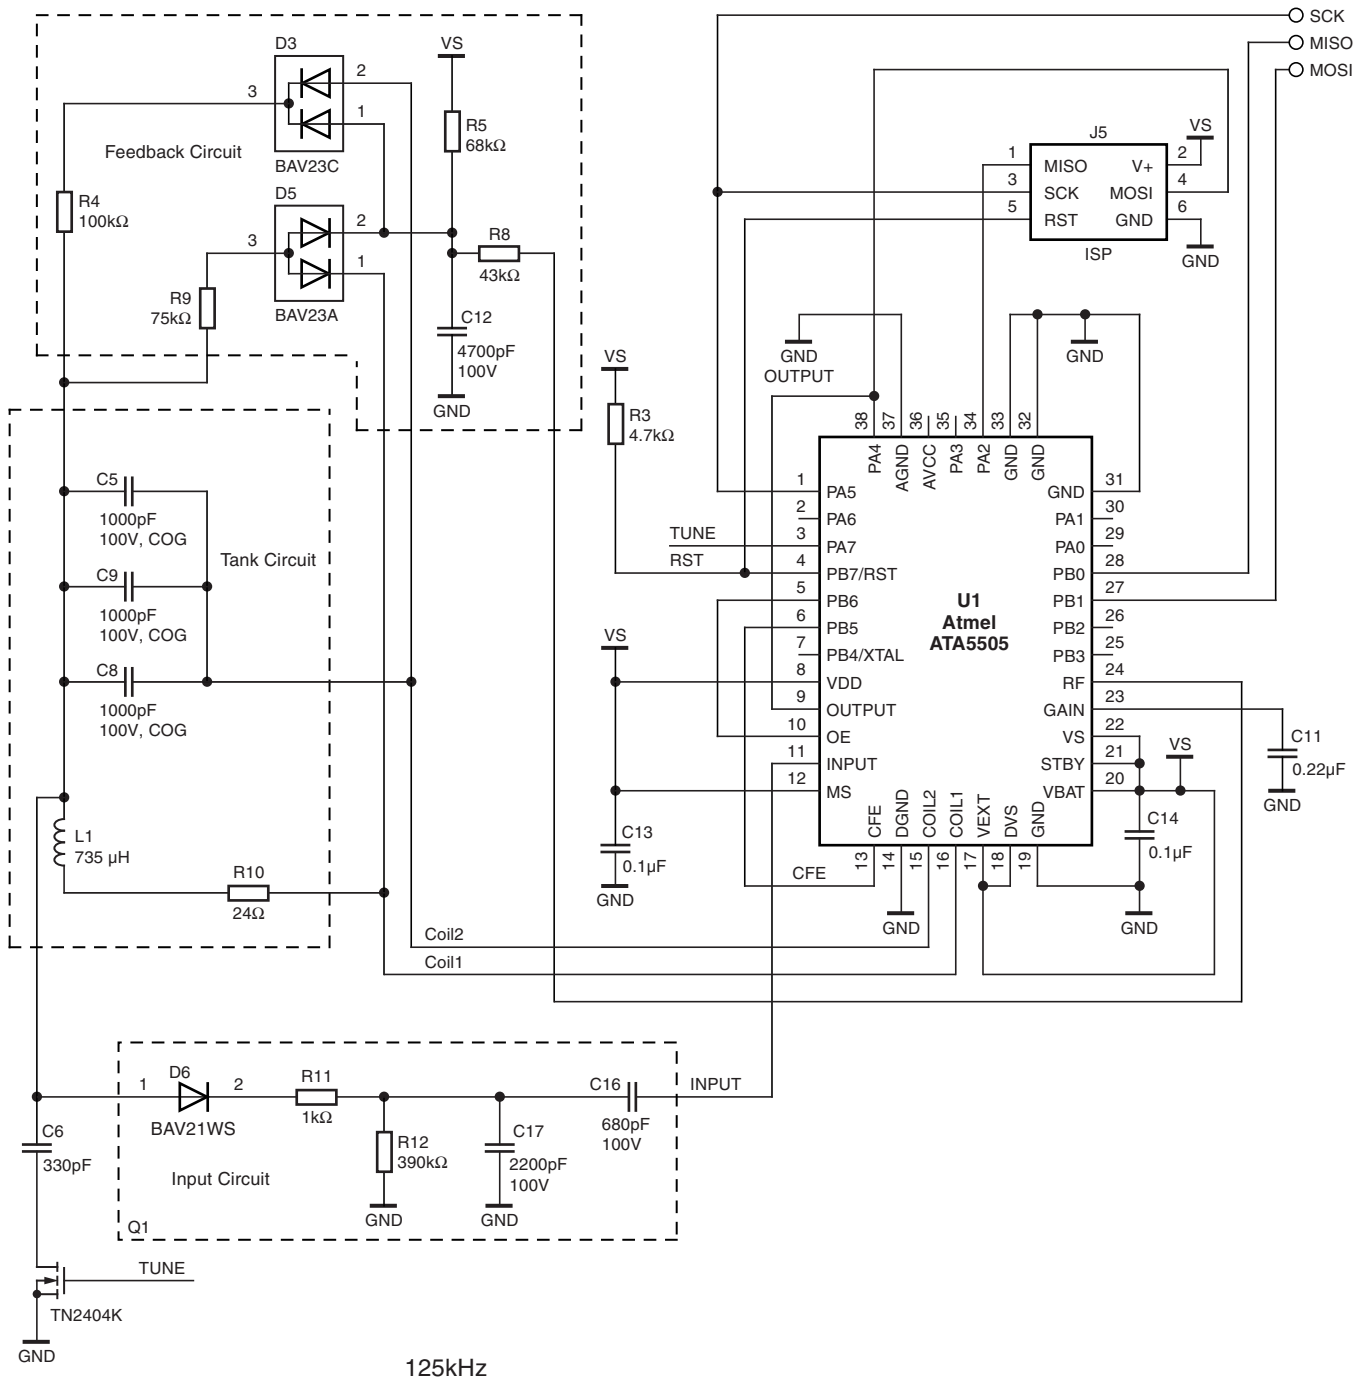 SCK
MISO
MOSI
D3
VS
3
2
1
BAV23C
Feedback Circuit
R5
68kΩ
R4
100kΩ
D5
3
2
1
BAV23A
R9
75kΩ
R8
43kΩ
C12
4700pF
100V
GND
J5
VS
1
MISO
V+
2
3
SCK
MOSI
4
5
RST
GND
6
ISP
GND
GND
OUTPUT
GND
VS
R3
4.7kΩ
38
37
36
35
34
33
32
PA4
AGND
AVCC
PA3
PA2
GND
GND
C5
1000pF
100V, COG
Tank Circuit
C9
1000pF
100V, COG
C8
1000pF
100V, COG
L1
735 µH
R10
24Ω
TUNE
RST
VS
1
PA5
2
PA6
3
PA7
4
PB7/RST
5
PB6
6
PB5
7
PB4/XTAL
8
VDD
9
OUTPUT
10
OE
11
INPUT
12
MS
U1
Atmel
ATA5505
GND
31
PA1
30
PA0
29
PB0
28
PB1
27
PB2
26
PB3
25
RF
24
GAIN
23
VS
22
STBY
21
VBAT
20
VS
C11
0.22µF
GND
C14
0.1µF
GND
C13
0.1µF
GND
CFE
DGND
COIL2
COIL1
VEXT
DVS
GND
13
14
15
16
17
18
19
CFE
GND
Coil2
Coil1
D6
1
2
BAV21WS
R11
1kΩ
C16
680pF
100V
INPUT
C6
330pF
R12
390kΩ
GND
C17
2200pF
100V
GND
Input Circuit
Q1
TUNE
TN2404K
GND
125kHz